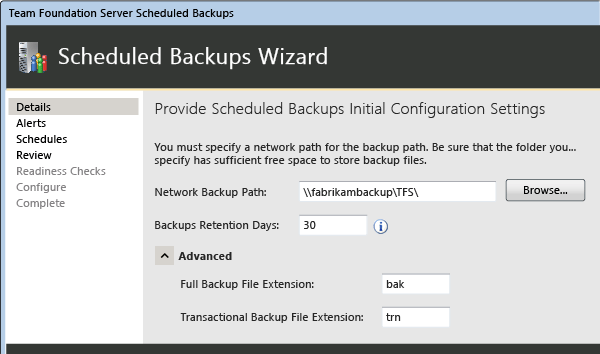 Team Foundation Server Scheduled Backups
Scheduled Backups Wizard
Details
Alerts
Schedules
Review
Readiness Checks
Configure
Complete
Provide Scheduled Backups Initial Configuration Settings
You must specify a network path for the backup path. Be sure that the folder you...
specify has sufficient free space to store backup files.
Network Backup Path: \\fabrikambackup\TFS\ Browse...
Backups Retention Days: 30 i
Advanced
Full Backup File Extension: bak
Transactional Backup File Extension: trn